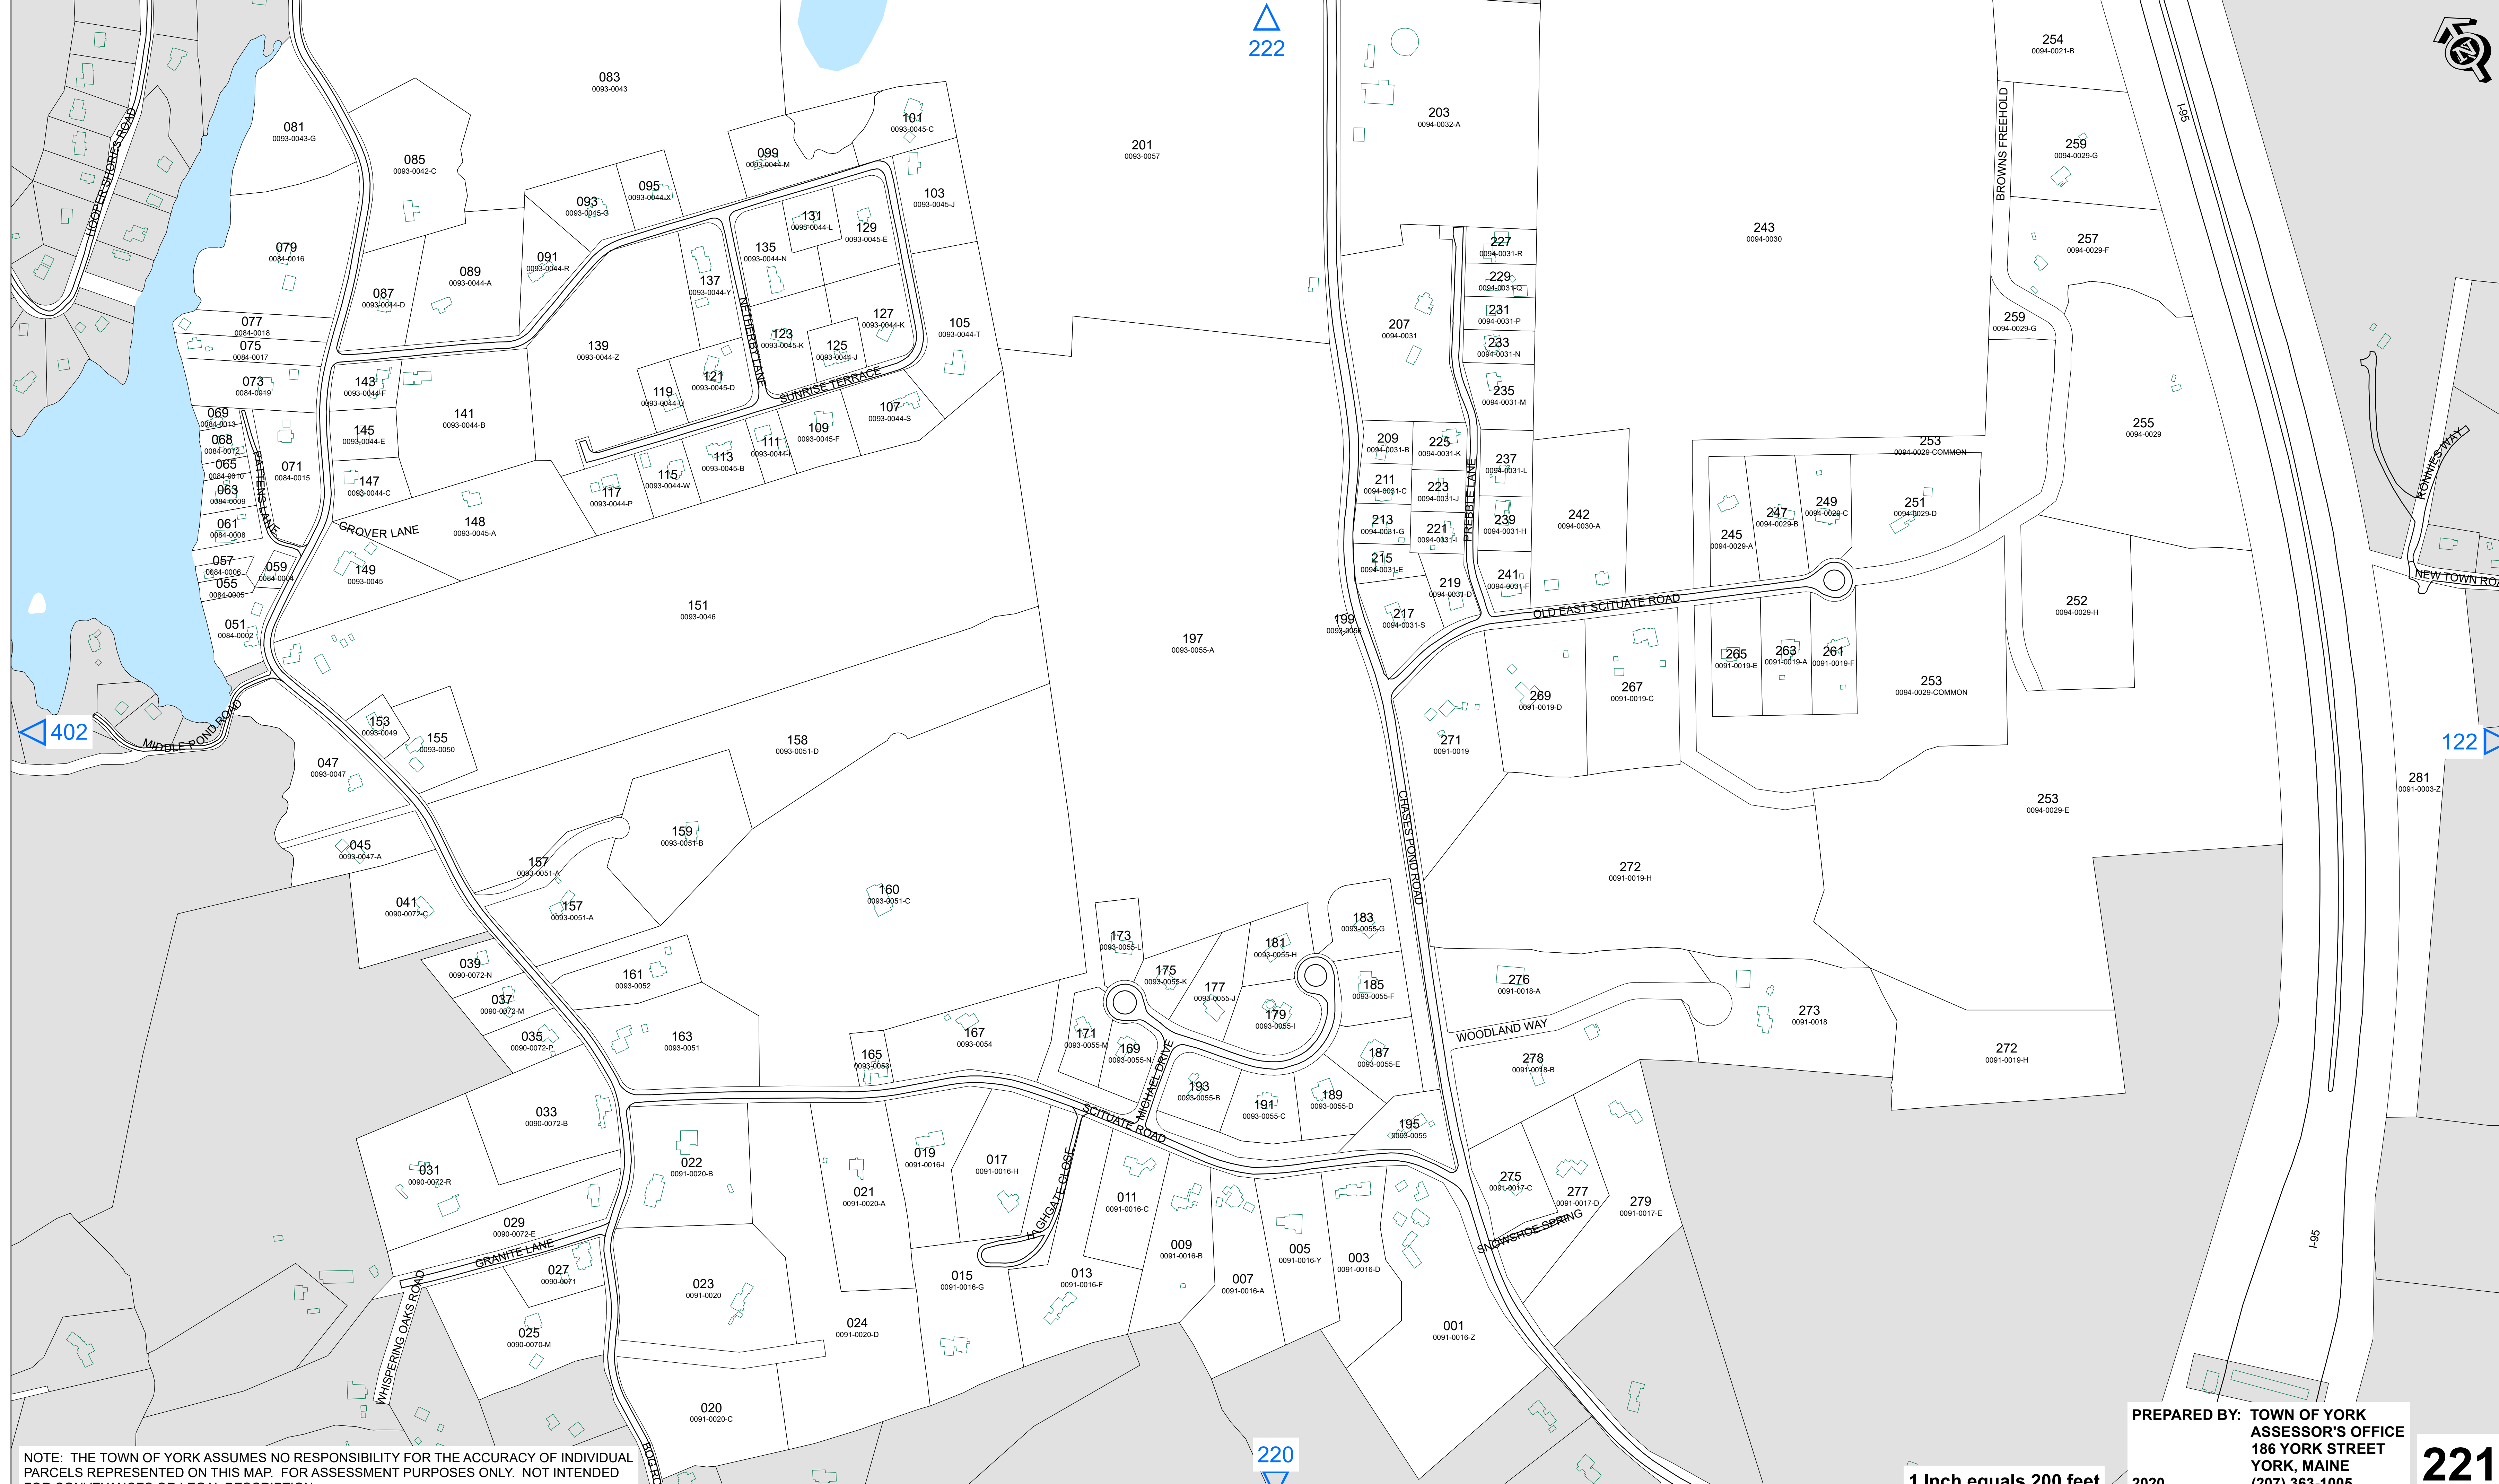 222
N
254
0094-0021-B
083
0093-0043
I-95
HOOPER SHORES ROAD
081
0093-0043-G
101
0093-0045-C
203
0094-0032-A
BROWNS FREEHOLD
259
0094-0029-G
085
0093-0042-C
099
0093-0044-M
201
0093-0057
095
0093-0044-X
093
0093-0045-G
103
0093-0045-J
131
0093-0044-L
129
0093-0045-E
135
0093-0044-N
079
0084-0016
091
0093-0044-R
089
0093-0044-A
087
0093-0044-D
137
0093-0044-Y
NETHERBY LANE
227
0094-0031-R
229
0094-0031-Q
243
0094-0030
257
0094-0029-F
077
0084-0018
075
0084-0017
073
0084-0019
139
0093-0044-Z
123
0093-0045-K
127
0093-0044-K
125
0093-0044-J
105
0093-0044-T
207
0094-0031
231
0094-0031-P
233
0094-0031-N
259
0094-0029-G
143
0093-0044-F
141
0093-0044-B
119
0093-0044-U
121
0093-0045-D
SUNRISE TERRACE
107
0093-0044-S
235
0094-0031-M
069
0084-0013
068
0084-0012
065
0084-0010
063
0084-0009
061
0084-0008
PATTENS LANE
071
0084-0015
145
0093-0044-E
147
0093-0044-C
109
0093-0045-F
111
0093-0044-I
113
0093-0045-B
115
0093-0044-W
117
0093-0044-P
209
0094-0031-B
225
0094-0031-K
PREBBLE LANE
237
0094-0031-L
253
0094-0029-COMMON
255
0094-0029
RONNIES WAY
211
0094-0031-C
223
0094-0031-J
213
0094-0031-G
221
0094-0031-I
239
0094-0031-H
242
0094-0030-A
245
0094-0029-A
247
0094-0029-B
249
0094-0029-C
251
0094-0029-D
GROVER LANE
148
0093-0045-A
149
0093-0045
057
0084-0006
059
0084-0004
055
0084-0005
051
0084-0002
151
0093-0046
215
0094-0031-E
219
0094-0031-D
241
0094-0031-F
217
0094-0031-S
199
0093-0056
OLD EAST SCITUATE ROAD
252
0094-0029-H
197
0093-0055-A
265
0091-0019-E
263
0091-0019-A
261
0091-0019-F
253
0094-0029-COMMON
269
0091-0019-D
267
0091-0019-C
271
0091-0019
402
MIDDLE POND ROAD
153
0093-0049
155
0093-0050
158
0093-0051-D
122
047
0093-0047
281
0091-0003-Z
253
0094-0029-E
CHASES POND ROAD
045
0093-0047-A
159
0093-0051-B
157
0093-0051-A
157
0093-0051-A
160
0093-0051-C
272
0091-0019-H
041
0090-0072-C
039
0090-0072-N
037
0090-0072-M
035
0090-0072-P
161
0093-0052
163
0093-0051
173
0093-0055-L
175
0093-0055-K
177
0093-0055-J
181
0093-0055-H
183
0093-0055-G
185
0093-0055-F
179
0093-0055-I
276
0091-0018-A
273
0091-0018
WOODLAND WAY
165
0093-0053
167
0093-0054
171
0093-0055-M
169
0093-0055-N
MICHAEL DRIVE
187
0093-0055-E
193
0093-0055-B
191
0093-0055-C
189
0093-0055-D
278
0091-0018-B
272
0091-0019-H
033
0090-0072-B
SCITUATE ROAD
195
0093-0055
031
0090-0072-R
022
0091-0020-B
021
0091-0020-A
019
0091-0016-I
017
0091-0016-H
HIGHGATE CLOSE
011
0091-0016-C
275
0091-0017-C
277
0091-0017-D
279
0091-0017-E
SNOWSHOE SPRING
029
0090-0072-E
GRANITE LANE
027
0090-0071
WHISPERING OAKS ROAD
025
0090-0070-M
023
0091-0020
024
0091-0020-D
015
0091-0016-G
013
0091-0016-F
009
0091-0016-B
007
0091-0016-A
005
0091-0016-Y
003
0091-0016-D
001
0091-0016-Z
I-95
020
0091-0020-C
220
NOTE: THE TOWN OF YORK ASSUMES NO RESPONSIBILITY FOR THE ACCURACY OF INDIVIDUAL
PARCELS REPRESENTED ON THIS MAP. FOR ASSESSMENT PURPOSES ONLY. NOT INTENDED
FOR CONVEYANCES OR LEGAL DESCRIPTION
1 Inch equals 200 feet
PREPARED BY: TOWN OF YORK
ASSESSOR'S OFFICE
186 YORK STREET
YORK, MAINE
2020 (207) 363-1005
221
NEW TOWN